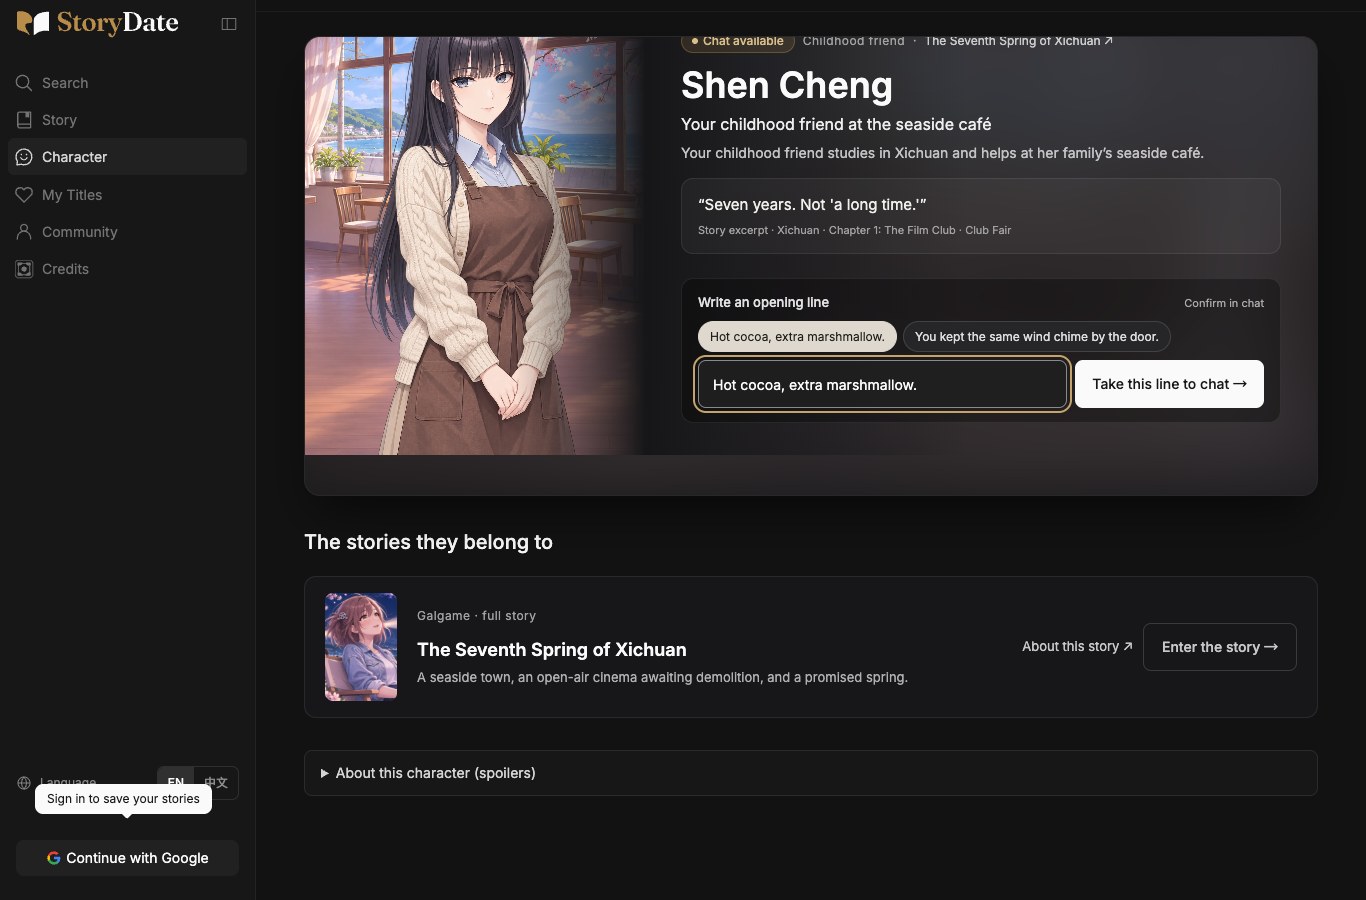 StoryDate
Search
Story
Character
My Titles
Community
Credits
Language
EN
中文
Sign in to save your stories
Continue with Google
Chat available
Childhood friend · The Seventh Spring of Xichuan ↗
Shen Cheng
Your childhood friend at the seaside café
Your childhood friend studies in Xichuan and helps at her family’s seaside café.
“Seven years. Not 'a long time.'”
Story excerpt · Xichuan · Chapter 1: The Film Club · Club Fair
Write an opening line
Confirm in chat
Hot cocoa, extra marshmallow.
You kept the same wind chime by the door.
Hot cocoa, extra marshmallow.
Take this line to chat →
The stories they belong to
Galgame · full story
The Seventh Spring of Xichuan
A seaside town, an open-air cinema awaiting demolition, and a promised spring.
About this story ↗
Enter the story →
About this character (spoilers)